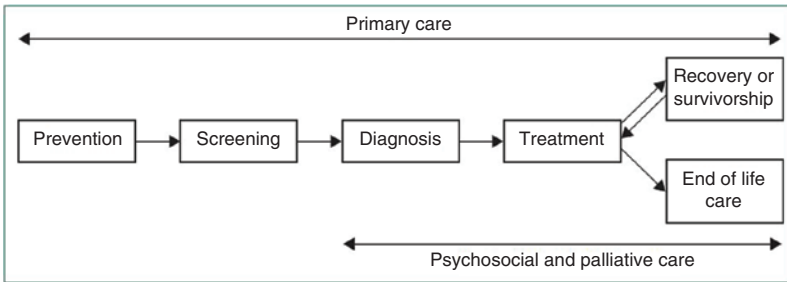 Primary care
Prevention
Screening
Diagnosis
Treatment
Recovery or
survivorship
End of life
care
Psychosocial and palliative care